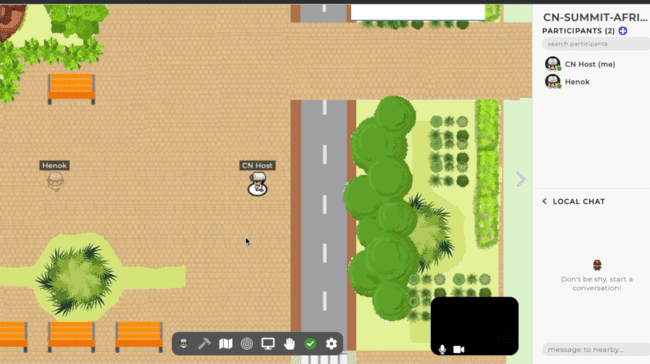 CN-SUMMIT-AFRI...
PARTICIPANTS (2)
search participants
CN Host (me)
Henok
Henok
CN Host
LOCAL CHAT
Don't be shy, start a
conversation!
message to nearby...